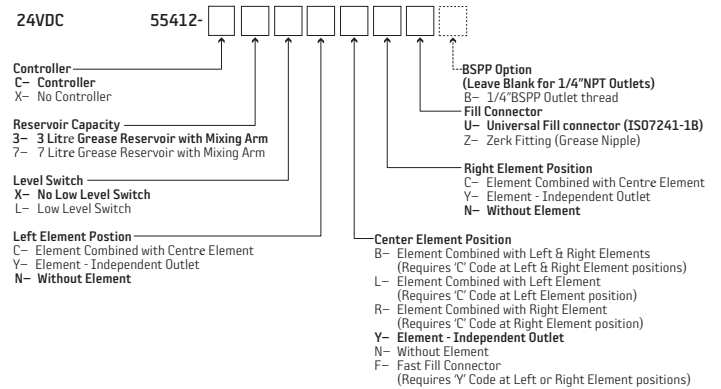 24VDC 55412-
Controller
C– Controller
X– No Controller
Reservoir Capacity
3– 3 Litre Grease Reservoir with Mixing Arm
7– 7 Litre Grease Reservoir with Mixing Arm
Level Switch
X– No Low Level Switch
L– Low Level Switch
Left Element Postion
C– Element Combined with Centre Element
Y– Element - Independent Outlet
N– Without Element
BSPP Option
(Leave Blank for 1/4"NPT Outlets)
B– 1/4"BSPP Outlet thread
Fill Connector
U– Universal Fill connector (ISO7241-1B)
Z– Zerk Fitting (Grease Nipple)
Right Element Position
C– Element Combined with Centre Element
Y– Element - Independent Outlet
N– Without Element
Center Element Position
B– Element Combined with Left & Right Elements
(Requires 'C' Code at Left & Right Element positions)
L– Element Combined with Left Element
(Requires 'C' Code at Left Element position)
R– Element Combined with Right Element
(Requires 'C' Code at Right Element position)
Y– Element - Independent Outlet
N– Without Element
F– Fast Fill Connector
(Requires 'Y' Code at Left or Right Element positions)